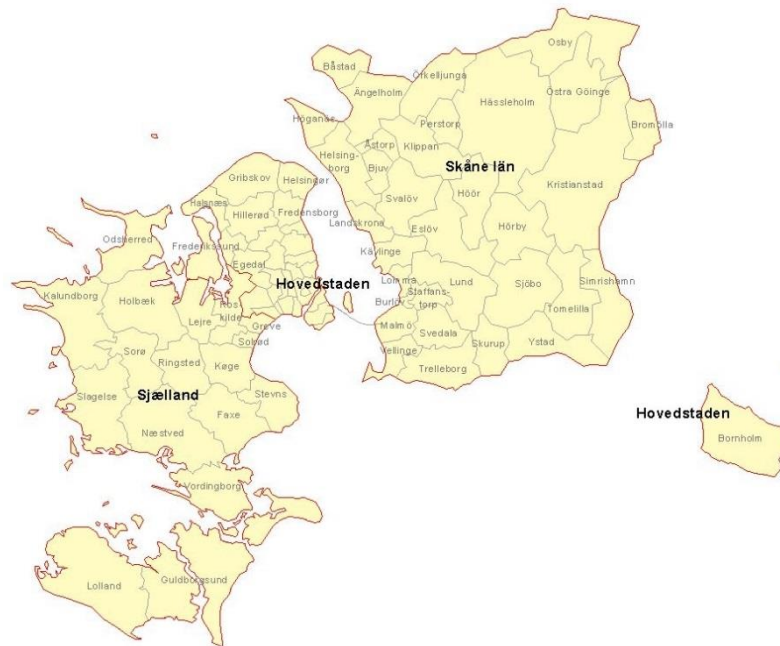 Osby
Båstad
Örkelljunga
Ängelholm
Hässleholm
Östra Göinge
Höganäs
Perstorp
Bromölla
Åstorp
Klippan
Helsing-
borg
Bjuv
Skåne län
Gribskov
Helsingør
Svalöv
Höör
Kristianstad
Halsnæs
Hillerød
Fredensborg
Landskrona
Eslöv
Hörby
Odsherred
Frederikssund
Kävlinge
Egedal
Hovedstaden
Lomma
Lund
Sjöbo
Simrishamn
Kalundborg
Holbæk
Staffans-
torp
Burlöv
Ros
kilde
Lejre
Tomelilla
Greve
Solrød
Malmö
Svedala
Skurup
Ystad
Sorø
Ringsted
Køge
Vellinge
Trelleborg
Slagelse
Sjælland
Stevns
Faxe
Hovedstaden
Næstved
Bornholm
Vordingborg
Lolland
Guldborgsund